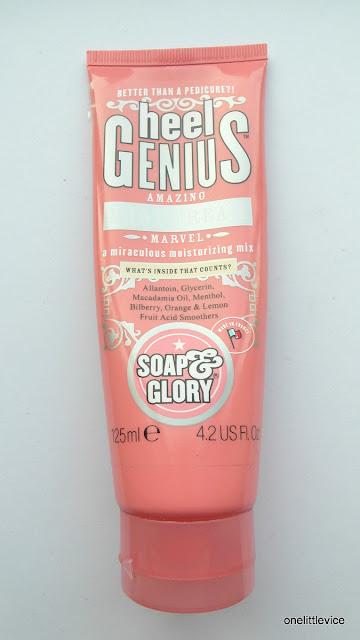 BETTER THAN A PEDICURE?!
heel
GENIUS™
AMAZING
MARVEL
a miraculous moisturizing mix
WHAT'S INSIDE THAT COUNTS?
Allantoin, Glycerin,
Macadamia Oil, Menthol,
Bilberry, Orange & Lemon
Fruit Acid Smoothers
SOAP&
GLORY
125ml e 4.2 US Fl. Oz
onelittlevice